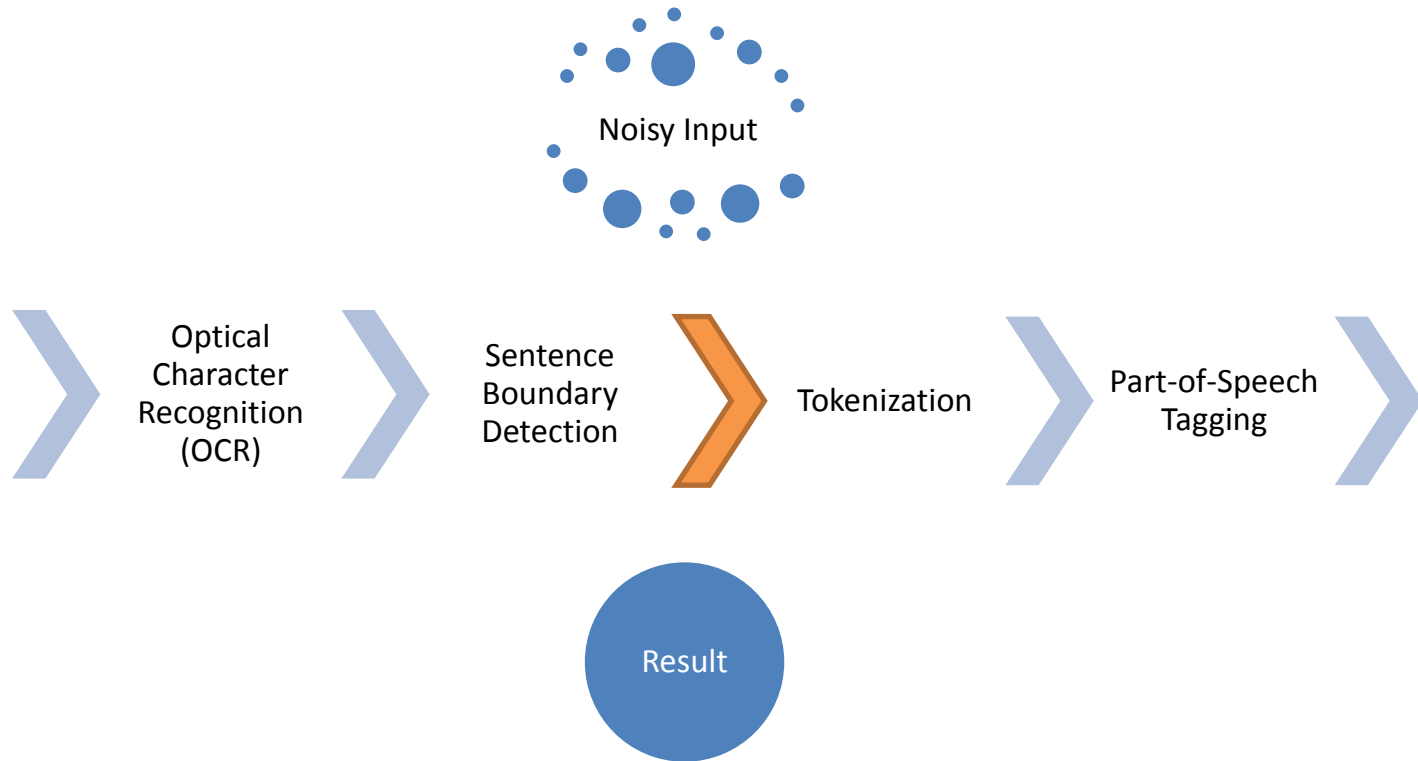 Noisy Input
Optical
Character
Recognition
(OCR)
Sentence
Boundary
Detection
Tokenization
Part-of-Speech
Tagging
Result